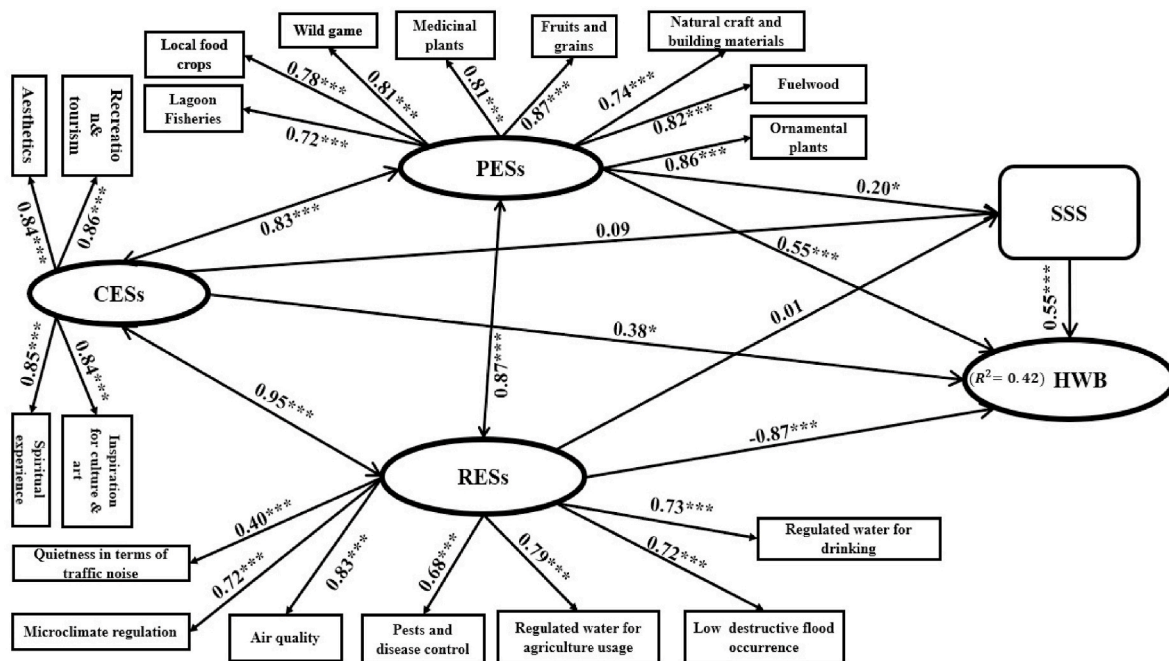 Local food
crops
Wild game
Medicinal
plants
Fruits and
grains
Natural craft and
building materials
Lagoon
Fisheries
Fuelwood
Ornamental
plants
0.78***
0.81***
0.81***
0.87***
0.74***
0.82***
0.72***
0.86***
Aesthetics
Recreatio
n&
tourism
0.84***
0.98***
PESs
0.20*
SSS
0.83***
0.09
0.55***
0.55***
CESs
0.38*
0.01
0.87***
(R²= 0.42) HWB
0.85***
0.84***
Spiritual
experience
Inspiration
for culture &
art
0.95***
-0.87***
RESs
0.40***
0.72***
0.83***
0.68***
0.79***
0.72***
0.73***
Quietness in terms of
traffic noise
Regulated water for
drinking
Microclimate regulation
Air quality
Pests and
disease control
Regulated water for
agriculture usage
Low destructive flood
occurrence